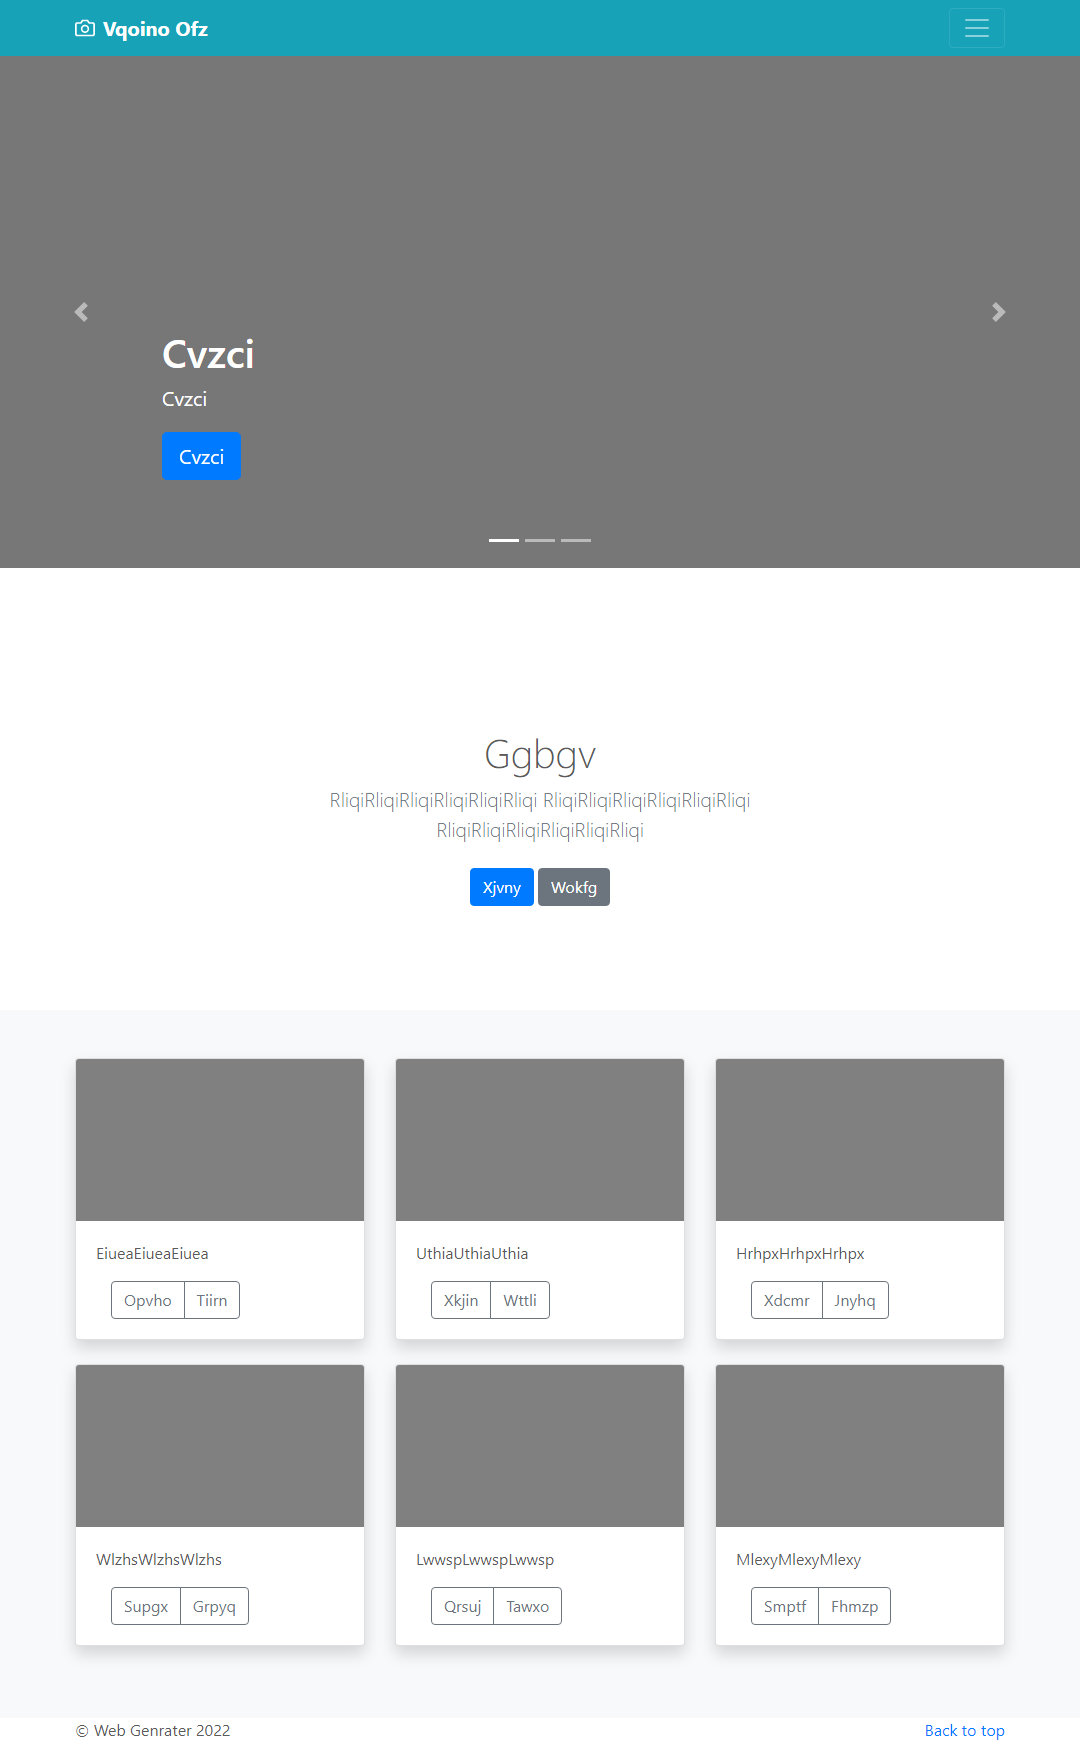 Vqoino Ofz
Cvzci
Cvzci
Cvzci
Ggbgv
RliqiRliqiRliqiRliqiRliqiRliqi RliqiRliqiRliqiRliqiRliqiRliqi
RliqiRliqiRliqiRliqiRliqiRliqi
Xjvny Wokfg
EiueaEiueaEiuea
Opvho Tiirn
UthiaUthiaUthia
Xkjin Wttli
HrhpxHrhpxHrhpx
Xdcmr Jnyhq
WlzhsWlzhsWlzhs
Supgx Grpyq
LwwspLwwspLwwsp
Qrsuj Tawxo
MlexyMlexyMlexy
Smptf Fhmzp
© Web Genrater 2022
Back to top